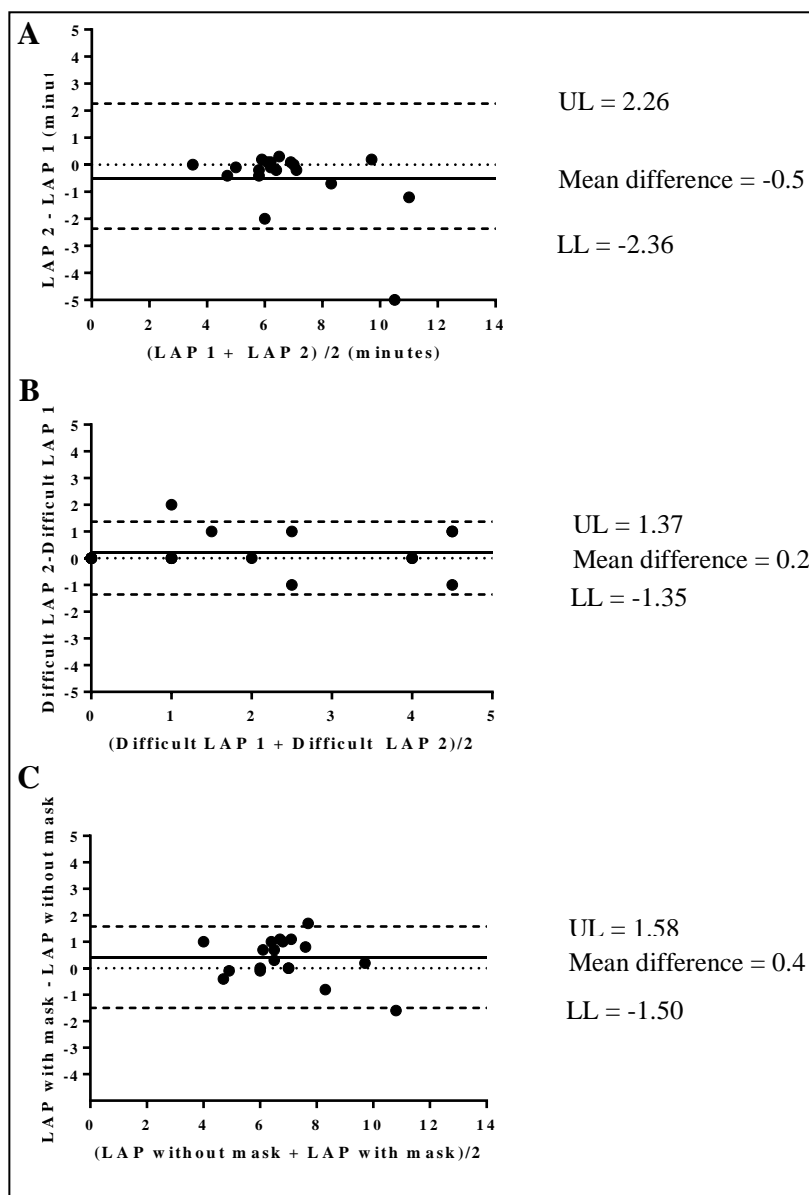 A
LAP 2 - LAP 1 (minut
5
4
3
2
1
0
-1
-2
-3
-4
-5
0 2 4 6 8 10 12 14
(LAP 1 + LAP 2) /2 (minutes)
UL = 2.26
Mean difference = -0.5
LL = -2.36
B
Difficult LAP 2-Difficult LAP 1
5
4
3
2
1
0
-1
-2
-3
-4
-5
0 1 2 3 4 5
(Difficult LAP 1 + Difficult LAP 2)/2
UL = 1.37
Mean difference = 0.2
LL = -1.35
C
LAP with mask - LAP without mask
5
4
3
2
1
0
-1
-2
-3
-4
0 2 4 6 8 10 12 14
(LAP without mask + LAP with mask)/2
UL = 1.58
Mean difference = 0.4
LL = -1.50